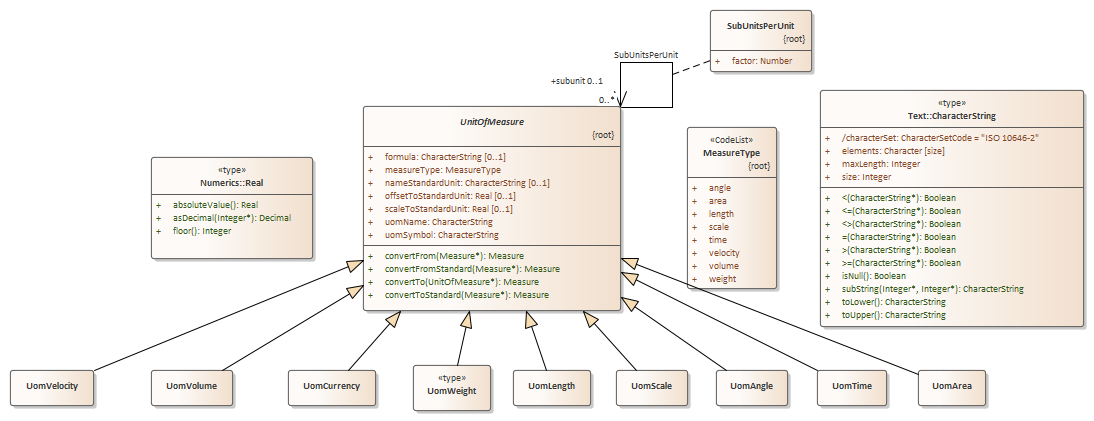 SubUnitsPerUnit
{root}
+ factor: Number
SubUnitsPerUnit
+subunit 0..1
0..*
UnitOfMeasure
{root}
+ formula: CharacterString [0..1]
+ measureType: MeasureType
+ nameStandardUnit: CharacterString [0..1]
+ offsetToStandardUnit: Real [0..1]
+ scaleToStandardUnit: Real [0..1]
+ uomName: CharacterString
+ uomSymbol: CharacterString
+ convertFrom(Measure*): Measure
+ convertFromStandard(Measure*): Measure
+ convertTo(UnitOfMeasure*): Measure
+ convertToStandard(Measure*): Measure
«type»
Numerics::Real
+ absoluteValue(): Real
+ asDecimal(Integer*): Decimal
+ floor(): Integer
«CodeList»
MeasureType
{root}
+ angle
+ area
+ length
+ scale
+ time
+ velocity
+ volume
+ weight
«type»
Text::CharacterString
+ /characterSet: CharacterSetCode = "ISO 10646-2"
+ elements: Character [size]
+ maxLength: Integer
+ size: Integer
+ <(CharacterString*): Boolean
+ <=(CharacterString*): Boolean
+ <>(CharacterString*): Boolean
+ =(CharacterString*): Boolean
+ >(CharacterString*): Boolean
+ >=(CharacterString*): Boolean
+ isNull(): Boolean
+ subString(Integer*, Integer*): CharacterString
+ toLower(): CharacterString
+ toUpper(): CharacterString
UomVelocity
UomVolume
UomCurrency
«type»
UomWeight
UomLength
UomScale
UomAngle
UomTime
UomArea